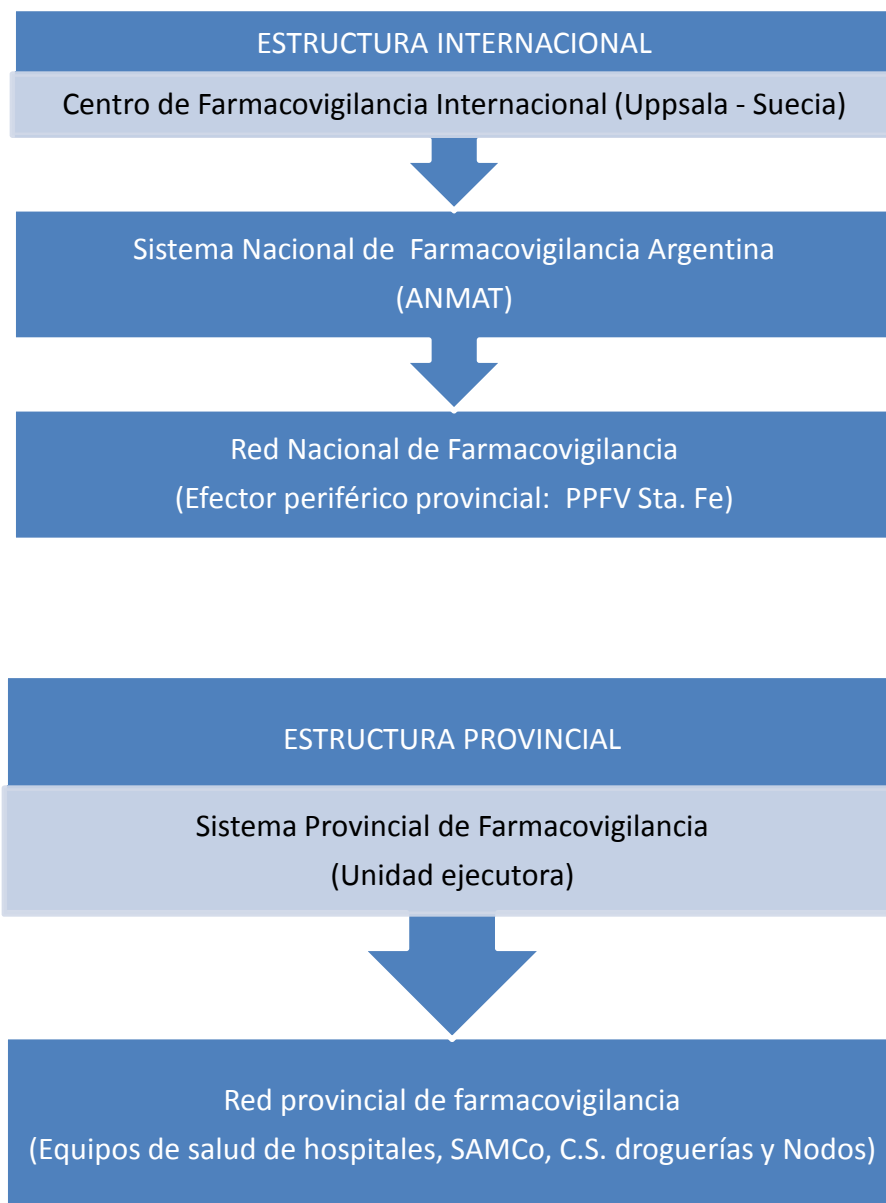 ESTRUCTURA INTERNACIONAL
Centro de Farmacovigilancia Internacional (Uppsala - Suecia)
Sistema Nacional de Farmacovigilancia Argentina
(ANMAT)
Red Nacional de Farmacovigilancia
(Efector periférico provincial: PPFV Sta. Fe)
ESTRUCTURA PROVINCIAL
Sistema Provincial de Farmacovigilancia
(Unidad ejecutora)
Red provincial de farmacovigilancia
(Equipos de salud de hospitales, SAMCo, C.S. droguerías y Nodos)